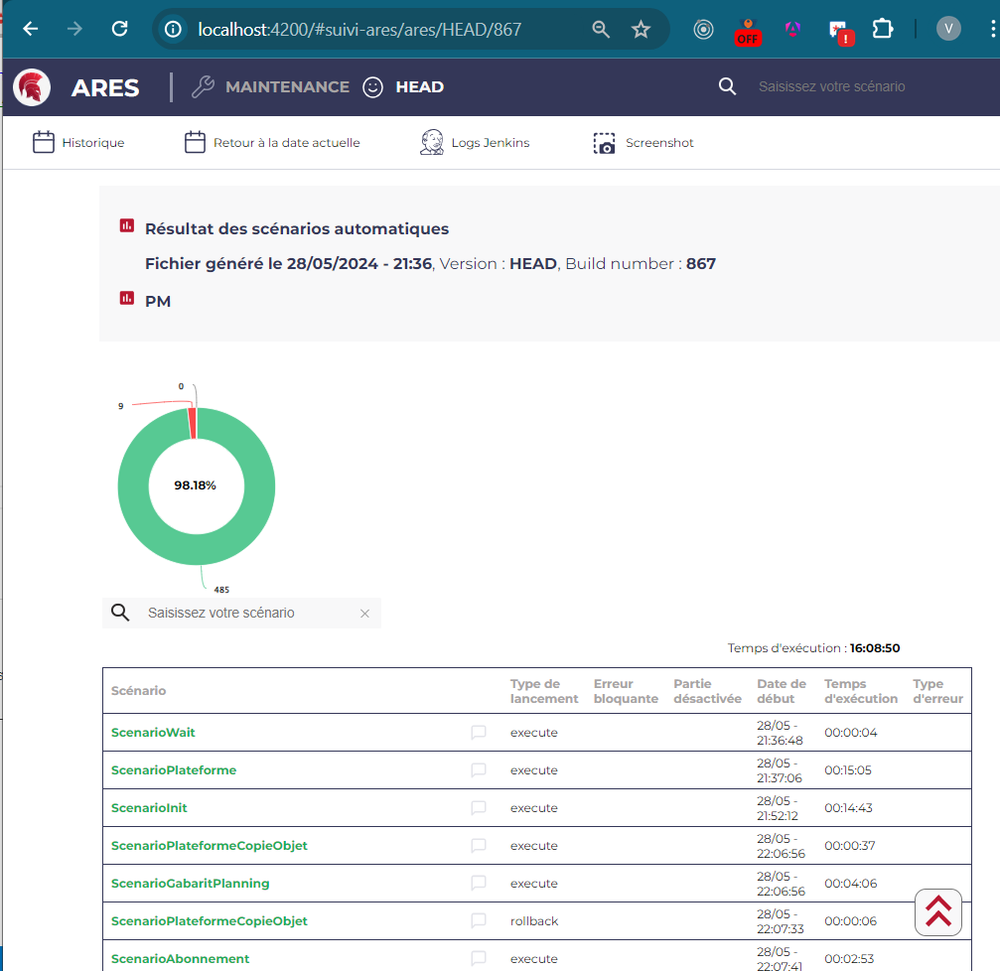 localhost:4200/#suivi-ares/ares/HEAD/867
OFF
!
V
ARES
MAINTENANCE
HEAD
Saisissez votre scénario
Historique
Retour à la date actuelle
Logs Jenkins
Screenshot
Résultat des scénarios automatiques
Fichier généré le 28/05/2024 - 21:36, Version : HEAD, Build number : 867
PM
0
9
98.18%
485
Saisissez votre scénario
Temps d'exécution : 16:08:50
Scénario Type de lancement Erreur bloquante Partie désactivée Date de début Temps d'exécution Type d'erreur
ScenarioWait execute 28/05 - 21:36:48 00:00:04
ScenarioPlateforme execute 28/05 - 21:37:06 00:15:05
ScenarioInit execute 28/05 - 21:52:12 00:14:43
ScenarioPlateformeCopieObjet execute 28/05 - 22:06:56 00:00:37
ScenarioGabaritPlanning execute 28/05 - 22:06:56 00:04:06
ScenarioPlateformeCopieObjet rollback 28/05 - 22:07:33 00:00:06
ScenarioAbonnement execute 28/05 - 22:07:41 00:02:53